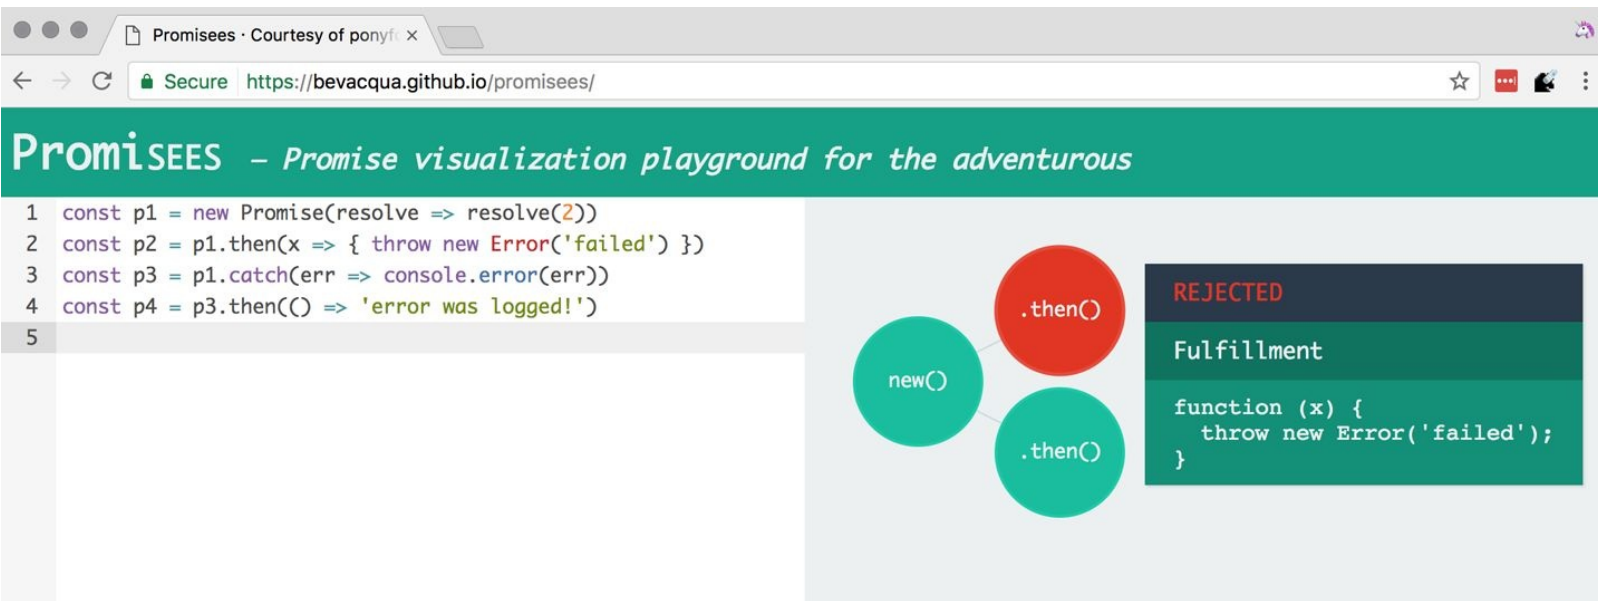 Promisees · Courtesy of ponyf
Secure https://bevacqua.github.io/promisees/
PromiSEES – Promise visualization playground for the adventurous
1 const p1 = new Promise(resolve => resolve(2))
2 const p2 = p1.then(x => { throw new Error('failed') })
3 const p3 = p1.catch(err => console.error(err))
4 const p4 = p3.then(() => 'error was logged!')
5
new()
.then()
.then()
REJECTED
Fulfillment
function (x) {
  throw new Error('failed');
}